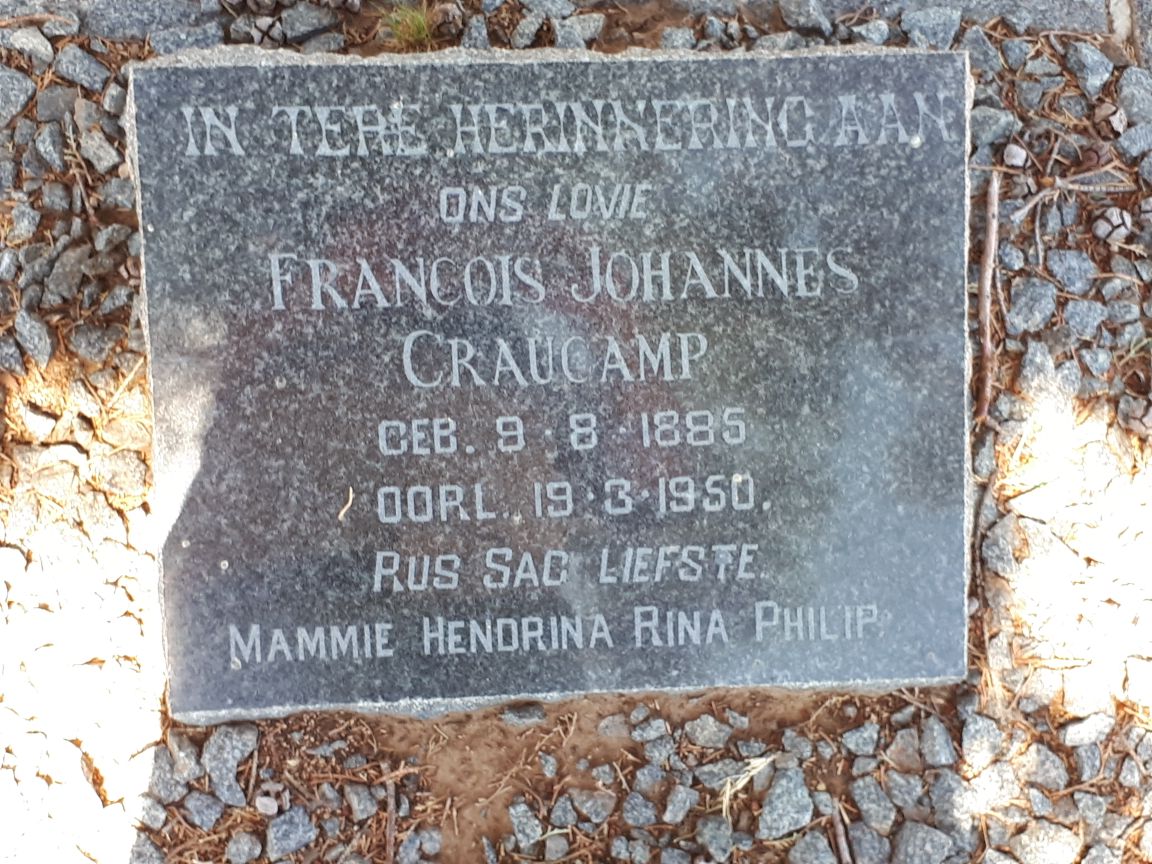 IN TERE HERINNERING AAN
ONS LOVIE
FRANCOIS JOHANNES
CRAUCAMP
GEB. 9·8·1885
OORL. 19·3·1950.
RUS SAG LIEFSTE.
MAMMIE HENDRINA RINA PHILIP.